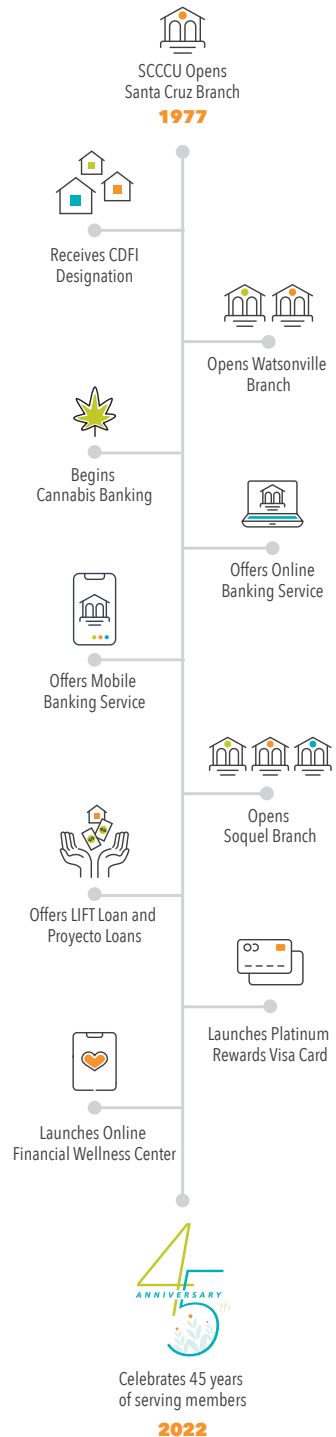 SCCCU Opens
Santa Cruz Branch
1977
Receives CDFI
Designation
Opens Watsonville
Branch
Begins
Cannabis Banking
Offers Online
Banking Service
Offers Mobile
Banking Service
Opens
Soquel Branch
$ $
Offers LIFT Loan and
Proyecto Loans
Launches Platinum
Rewards Visa Card
Launches Online
Financial Wellness Center
45th
ANNIVERSARY
Celebrates 45 years
of serving members
2022